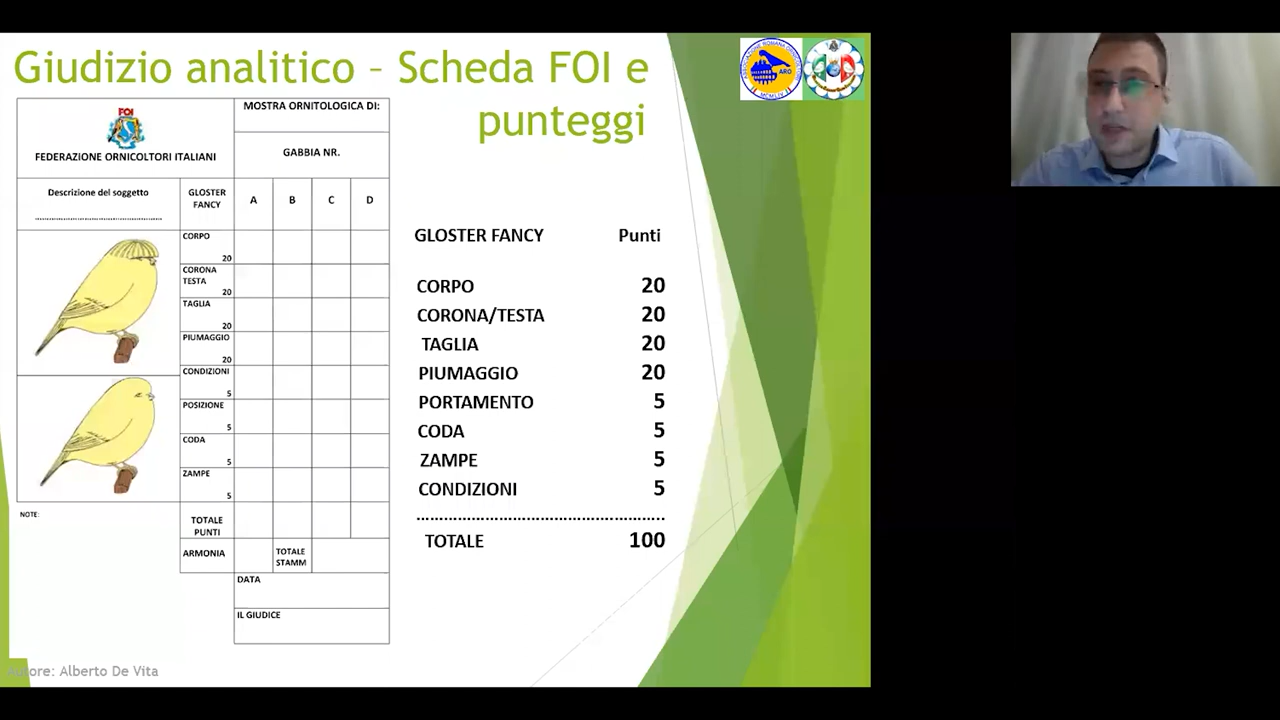 Giudizio analitico – Scheda FOI e
punteggi
FOI
FEDERAZIONE ORNICOLTORI ITALIANI
MOSTRA ORNITOLOGICA DI:
GABBIA NR.
Descrizione del soggetto
GLOSTER
FANCY
A B C D
CORPO
20
CORONA
TESTA
20
TAGLIA
20
PIUMAGGIO
20
CONDIZIONI
5
POSIZIONE
5
CODA
5
ZAMPE
5
NOTE:
TOTALE
PUNTI
ARMONIA
TOTALE
STAMM
DATA
IL GIUDICE
GLOSTER FANCY Punti
CORPO 20
CORONA/TESTA 20
TAGLIA 20
PIUMAGGIO 20
PORTAMENTO 5
CODA 5
ZAMPE 5
CONDIZIONI 5
TOTALE 100
ARO
MCMLIV
Autore: Alberto De Vita